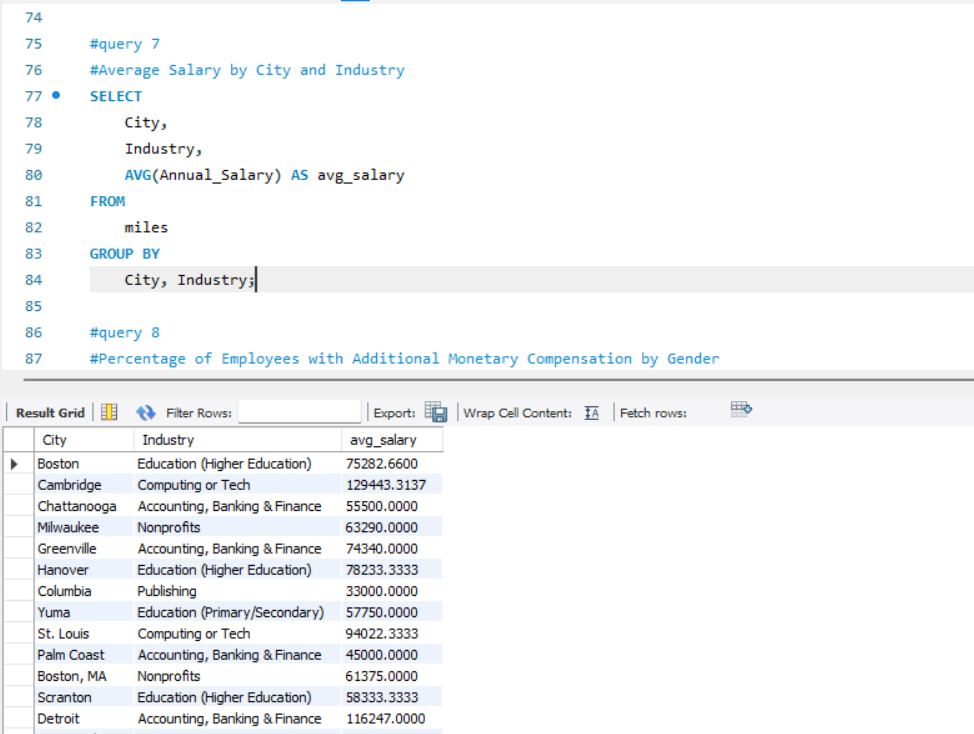 74
75 #query 7
76 #Average Salary by City and Industry
77 SELECT
78 City,
79 Industry,
80 AVG(Annual_Salary) AS avg_salary
81 FROM
82 miles
83 GROUP BY
84 City, Industry;
85
86 #query 8
87 #Percentage of Employees with Additional Monetary Compensation by Gender
Result Grid Filter Rows: Export: Wrap Cell Content: IA Fetch rows:
City Industry avg_salary
Boston Education (Higher Education) 75282.6600
Cambridge Computing or Tech 129443.3137
Chattanooga Accounting, Banking & Finance 55500.0000
Milwaukee Nonprofits 63290.0000
Greenville Accounting, Banking & Finance 74340.0000
Hanover Education (Higher Education) 78233.3333
Columbia Publishing 33000.0000
Yuma Education (Primary/Secondary) 57750.0000
St. Louis Computing or Tech 94022.3333
Palm Coast Accounting, Banking & Finance 45000.0000
Boston, MA Nonprofits 61375.0000
Scranton Education (Higher Education) 58333.3333
Detroit Accounting, Banking & Finance 116247.0000